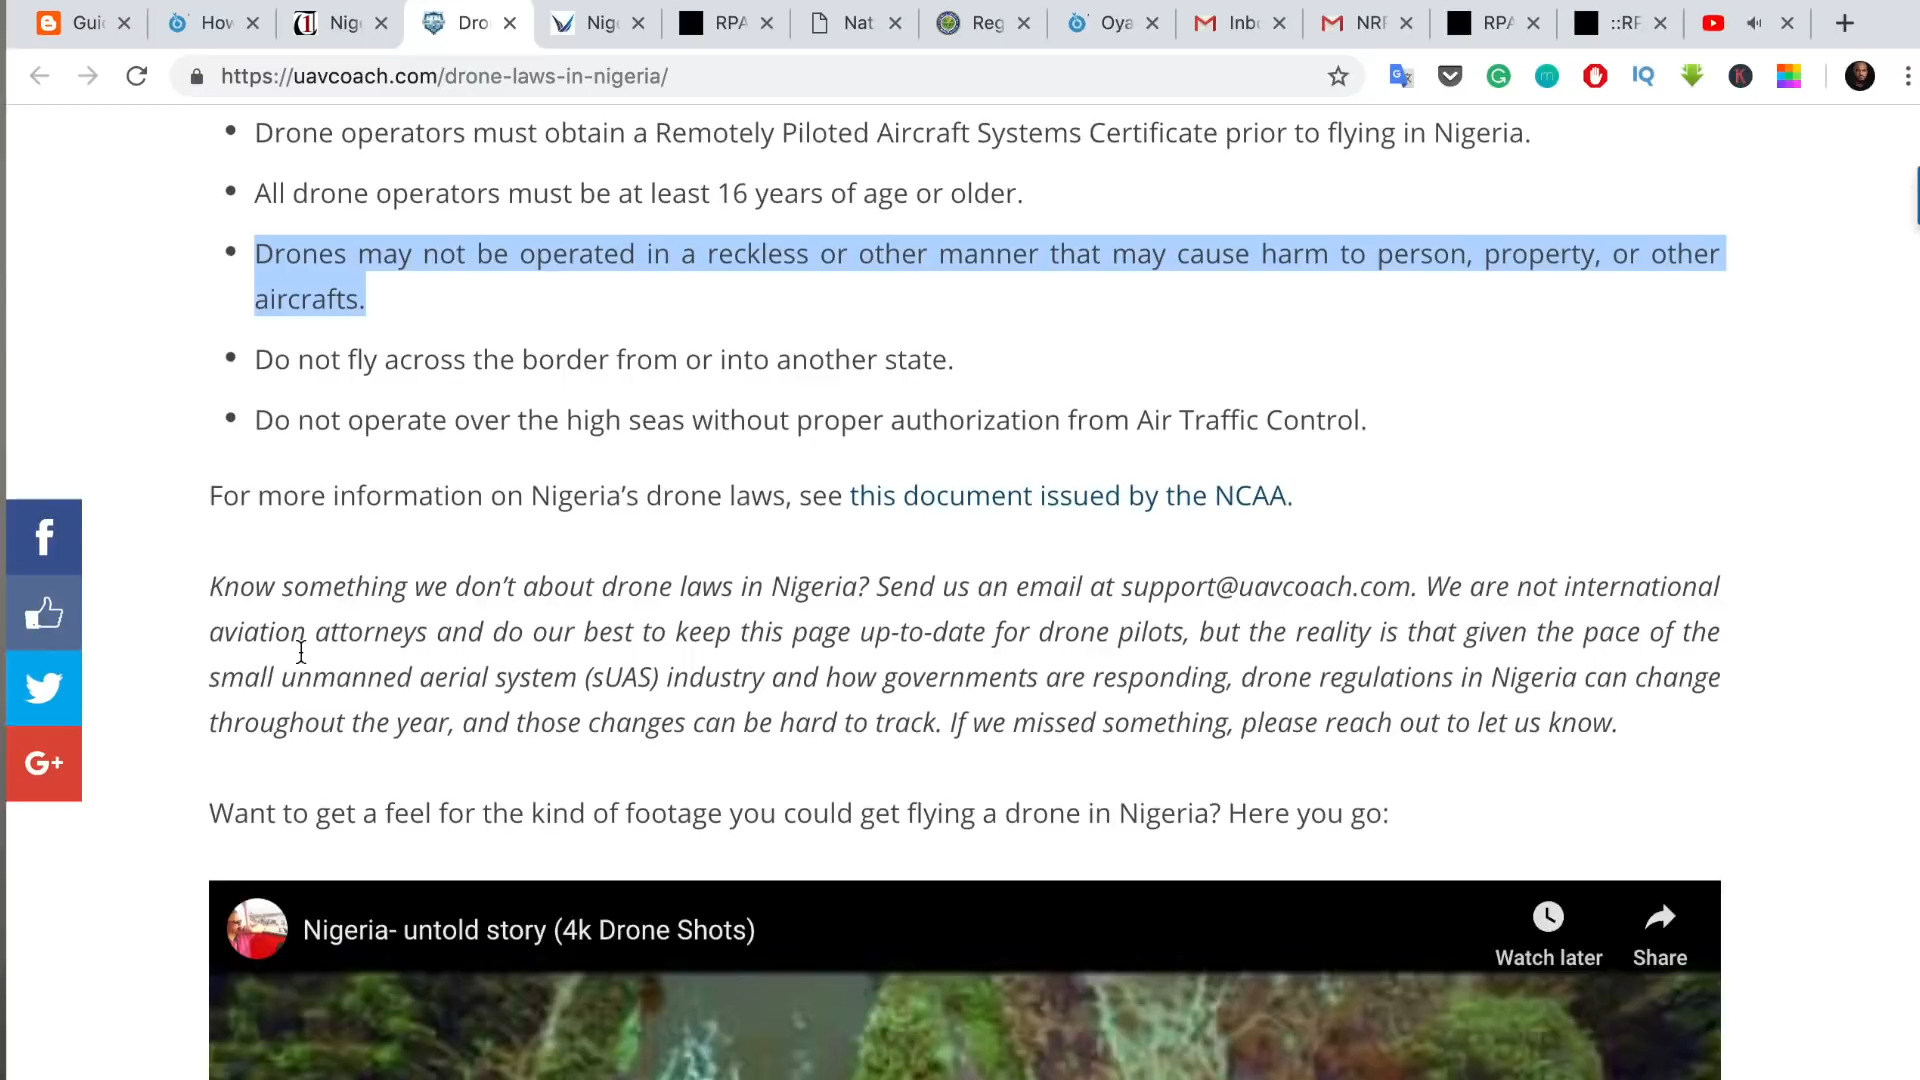 Gui
How
Nige
Dro
Nige
RPA
Nat
Reg
Oya
Inbo
NRF
RPA
::RF
https://uavcoach.com/drone-laws-in-nigeria/
IQ
Drone operators must obtain a Remotely Piloted Aircraft Systems Certificate prior to flying in Nigeria.
All drone operators must be at least 16 years of age or older.
Drones may not be operated in a reckless or other manner that may cause harm to person, property, or other
aircrafts.
Do not fly across the border from or into another state.
Do not operate over the high seas without proper authorization from Air Traffic Control.
For more information on Nigeria’s drone laws, see this document issued by the NCAA.
Know something we don’t about drone laws in Nigeria? Send us an email at support@uavcoach.com. We are not international
aviation attorneys and do our best to keep this page up-to-date for drone pilots, but the reality is that given the pace of the
small unmanned aerial system (sUAS) industry and how governments are responding, drone regulations in Nigeria can change
throughout the year, and those changes can be hard to track. If we missed something, please reach out to let us know.
G+
Want to get a feel for the kind of footage you could get flying a drone in Nigeria? Here you go:
Nigeria- untold story (4k Drone Shots)
Watch later
Share